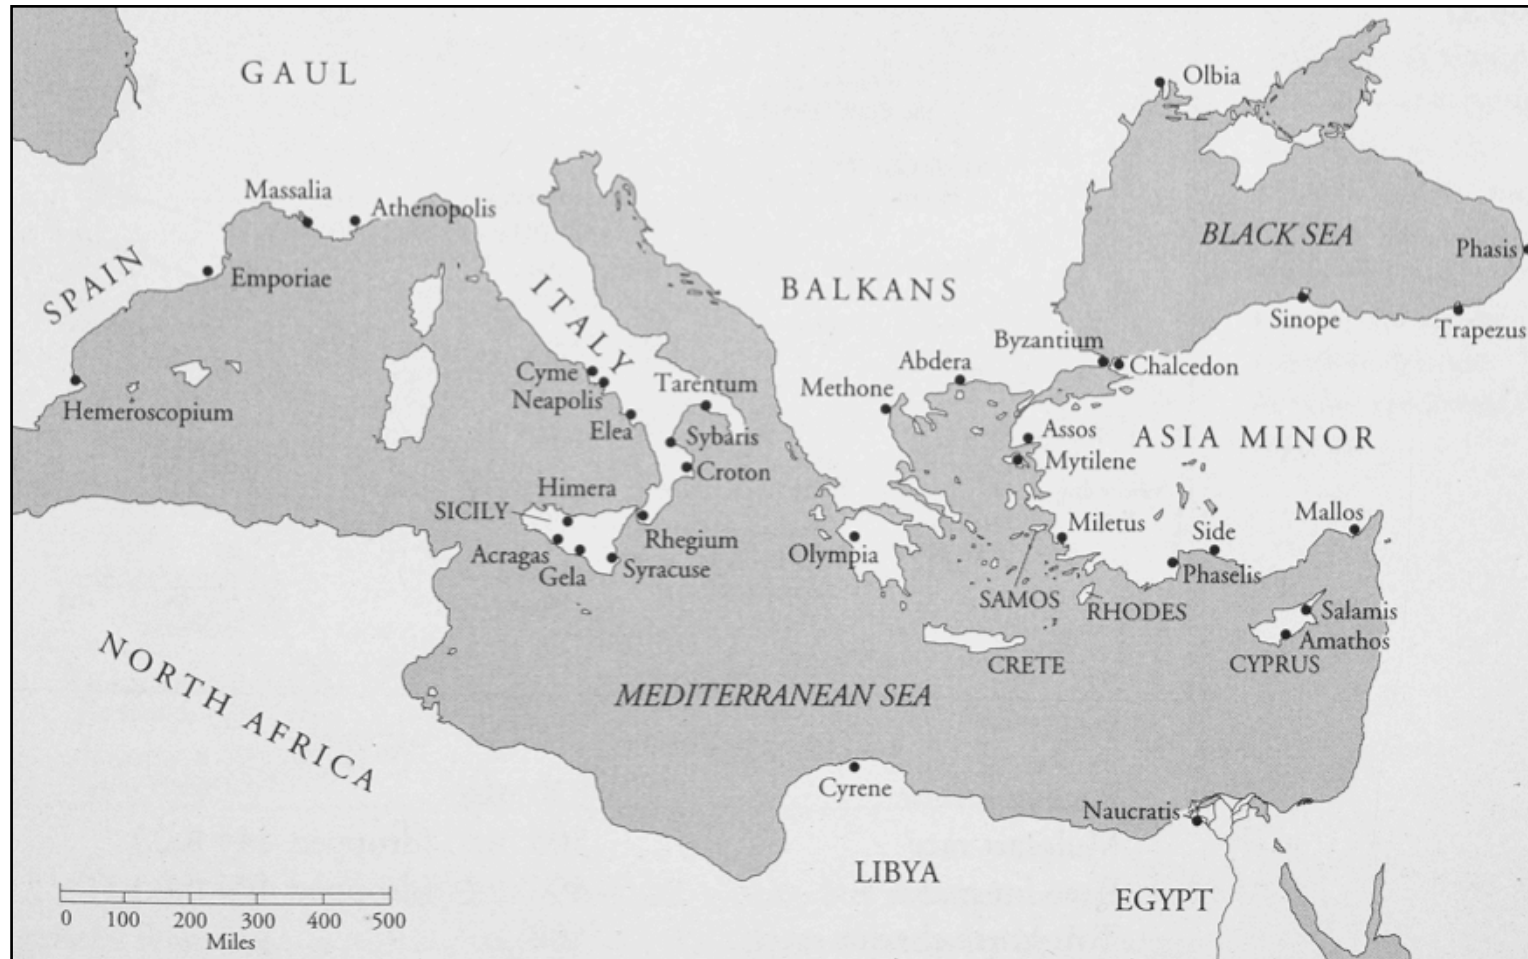 GAUL
Olbia
Massalia
Athenopolis
BLACK SEA
Phasis
SPAIN
Emporiae
ITALY
BALKANS
Sinope
Trapezus
Byzantium
Chalcedon
Abdera
Cyme
Tarentum
Methone
Neapolis
Hemeroscopium
Elea
Sybaris
Assos
ASIA MINOR
Croton
Mytilene
Himera
SICILY
Rhegium
Miletus
Side
Mallos
Acragas
Olympia
Gela
Syracuse
Phaselis
SAMOS
RHODES
Salamis
Amathos
CRETE
CYPRUS
NORTH AFRICA
MEDITERRANEAN SEA
Cyrene
Naucratis
LIBYA
EGYPT
0 100 200 300 400 500
Miles